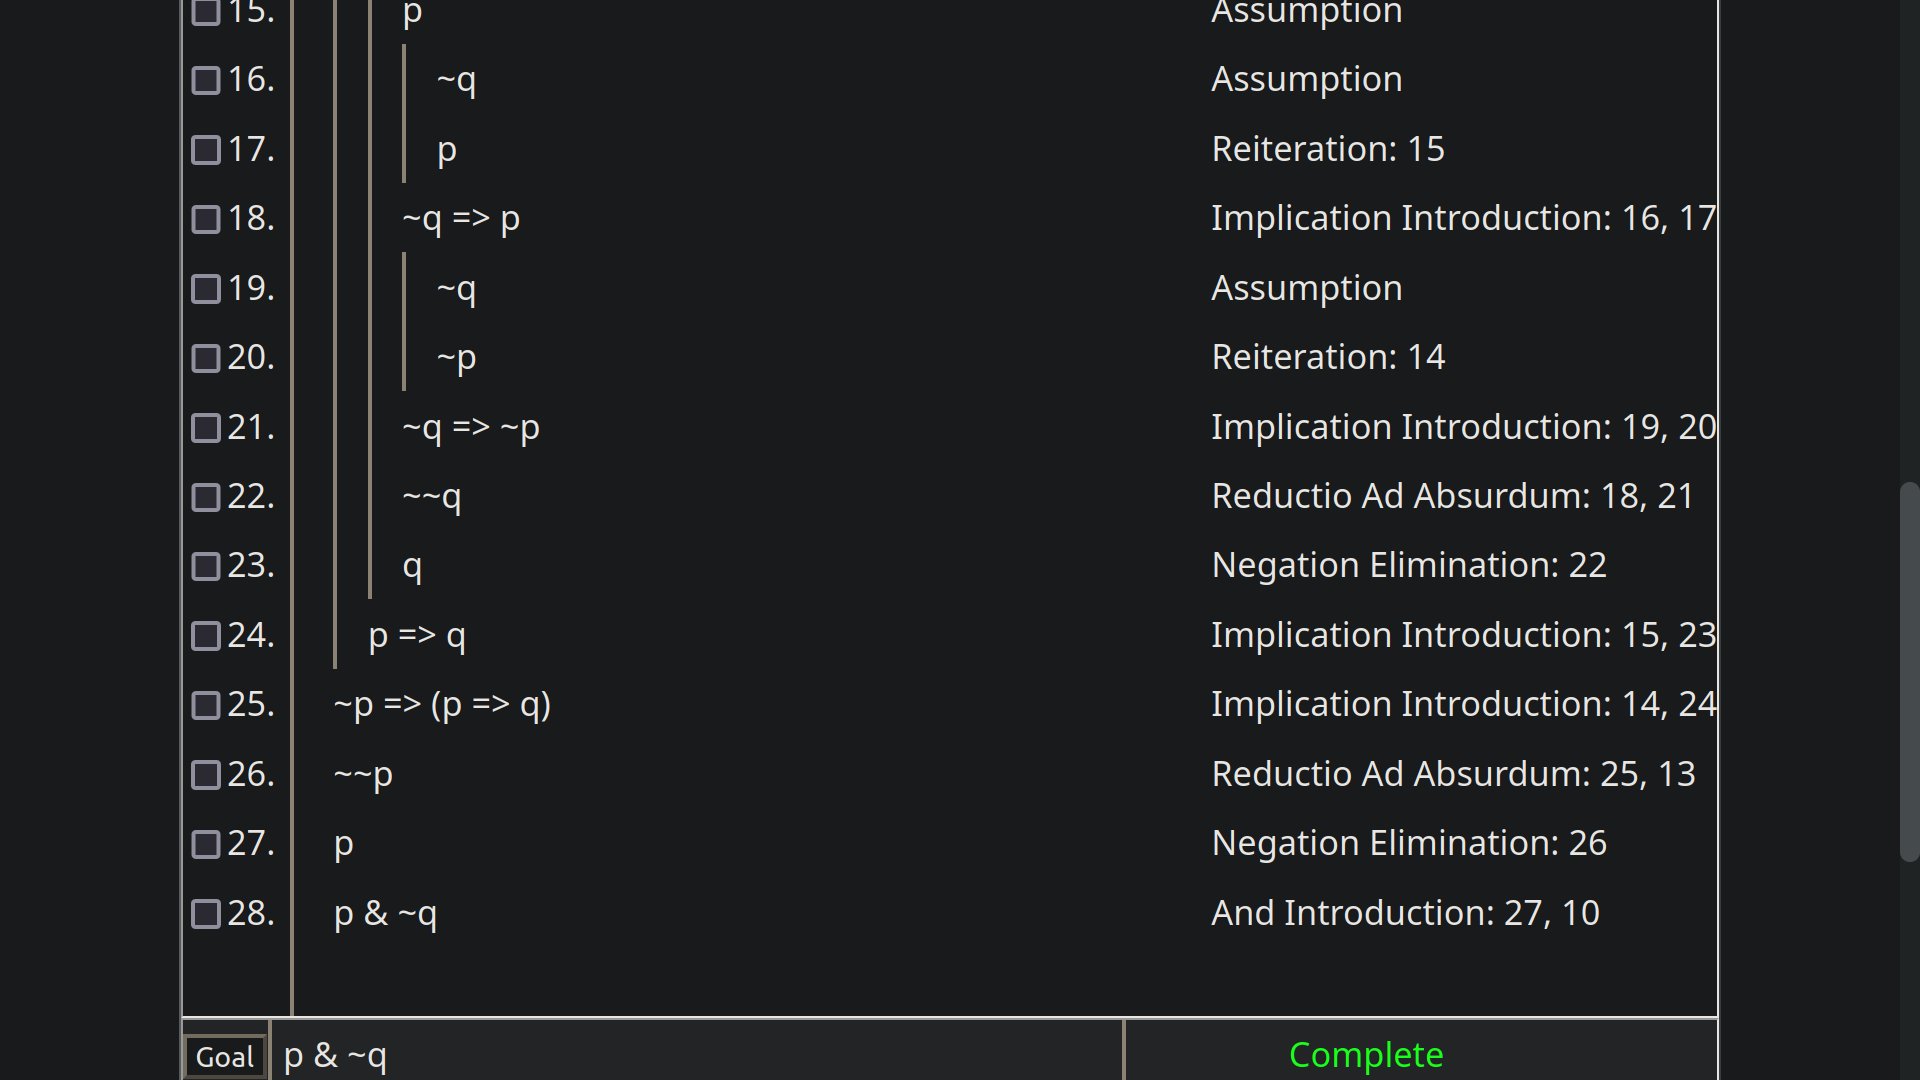 15. p Assumption
16. ~q Assumption
17. p Reiteration: 15
18. ~q => p Implication Introduction: 16, 17
19. ~q Assumption
20. ~p Reiteration: 14
21. ~q => ~p Implication Introduction: 19, 20
22. ~~q Reductio Ad Absurdum: 18, 21
23. q Negation Elimination: 22
24. p => q Implication Introduction: 15, 23
25. ~p => (p => q) Implication Introduction: 14, 24
26. ~~p Reductio Ad Absurdum: 25, 13
27. p Negation Elimination: 26
28. p & ~q And Introduction: 27, 10
Goal p & ~q Complete